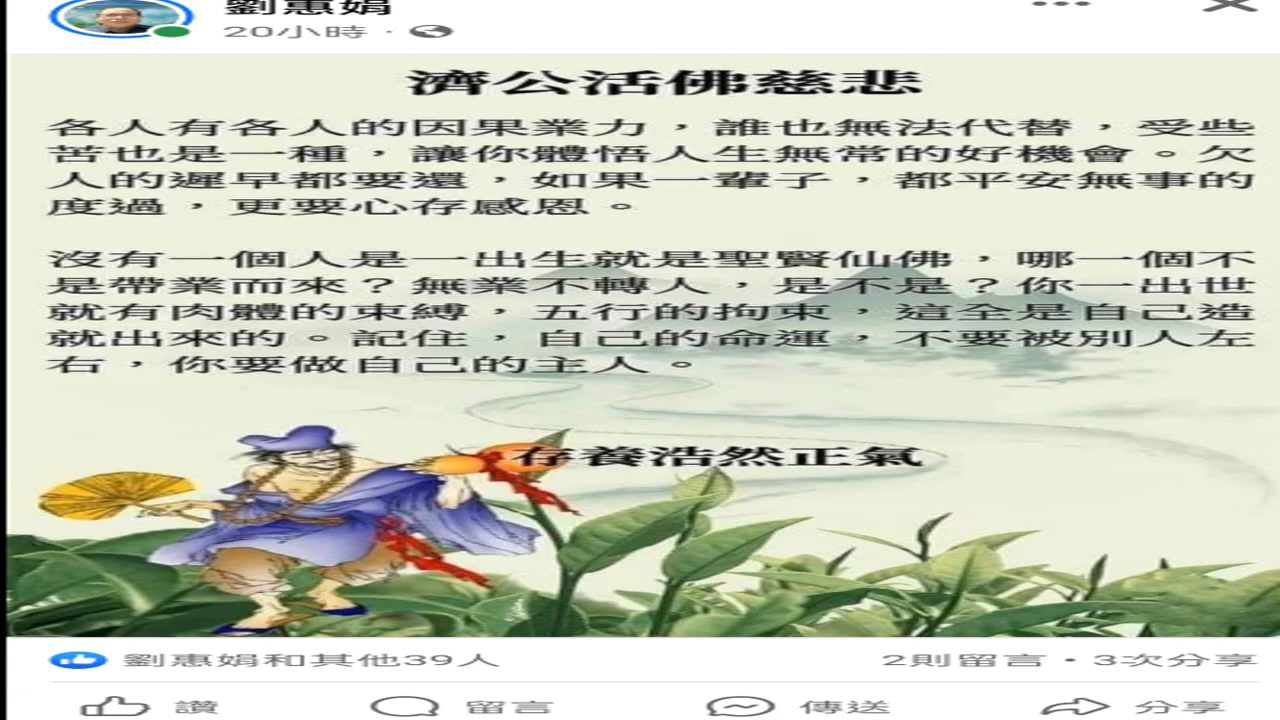 劉惠娟
20小時 ·
濟公活佛慈悲
各人有各人的因果業力，誰也無法代替，受些
苦也是一種，讓你體悟人生無常的好機會。欠
人的遲早都要還，如果一輩子，都平安無事的
度過，更要心存感恩。
沒有一個人是一出生就是聖賢仙佛，哪一個不
是帶業而來？無業不轉人，是不是？你一出世
就有肉體的束縛，五行的拘束，這全是自己造
就出來的。記住，自己的命運，不要被別人左
右，你要做自己的主人。
存養浩然正氣
劉惠娟和其他39人
2則留言·3次分享
讚 留言 傳送 分享